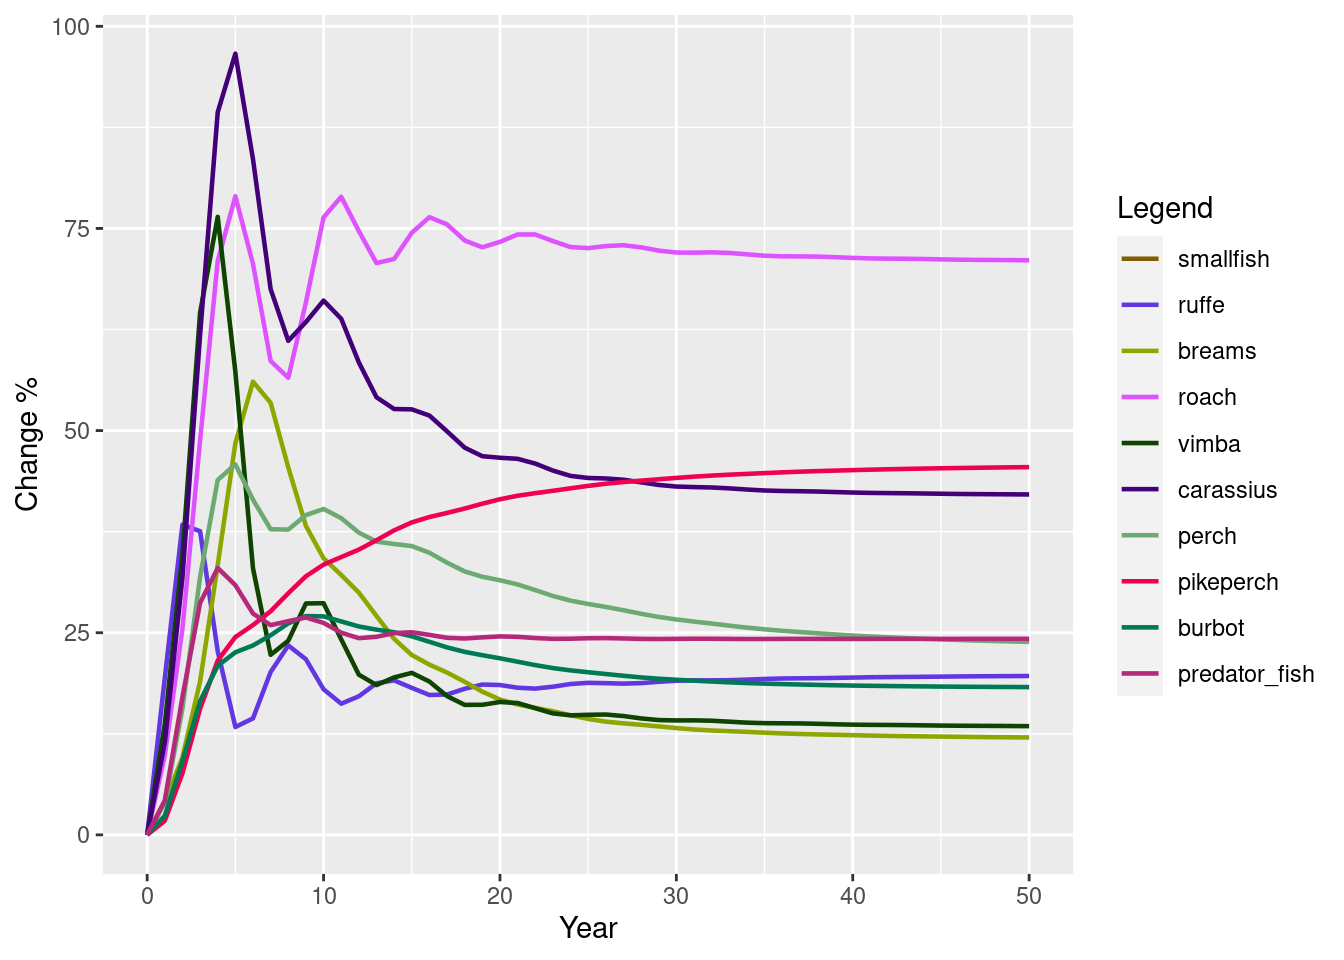 100
75
50
25
0
Change %
0 10 20 30 40 50
Year
Legend
smallfish
ruffe
breams
roach
vimba
carassius
perch
pikeperch
burbot
predator_fish